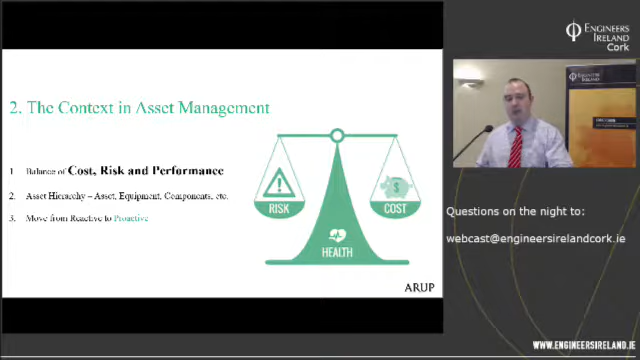 ENGINEERS
IRELAND
Cork
2. The Context in Asset Management
1 Balance of Cost, Risk and Performance
2. Asset Hierarchy – Asset, Equipment, Components, etc.
3. Move from Reactive to Proactive
RISK
$
COST
HEALTH
ARUP
ENGINEERS
IRELAND
Questions on the night to:
webcast@engineersirelandcork.ie
WWW.ENGINEERSIRELAND.IE